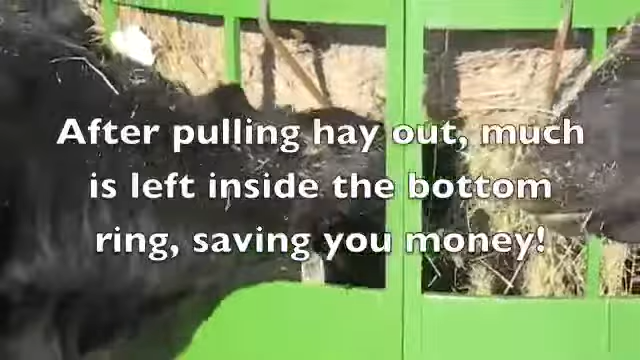 After pulling hay out, much
is left inside the bottom
ring, saving you money!